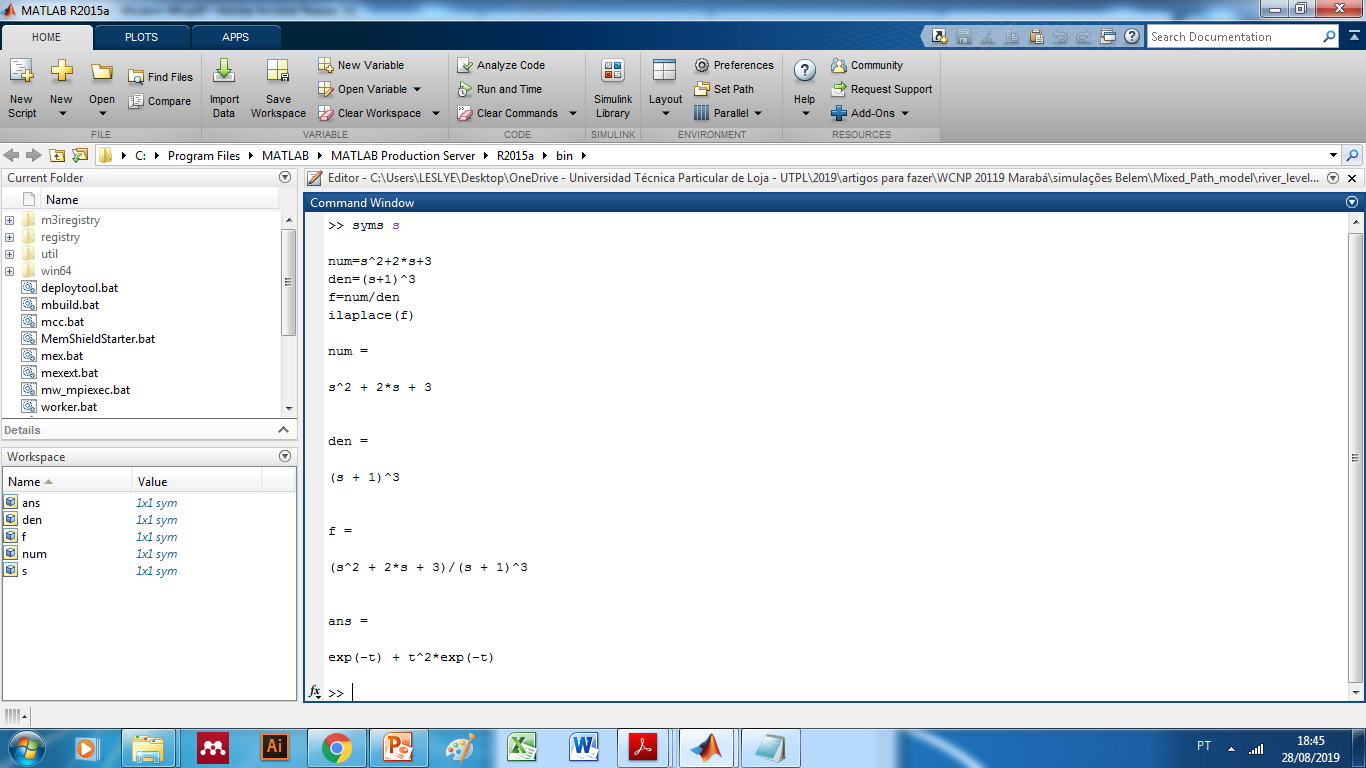 MATLAB R2015a
HOME
PLOTS
APPS
Search Documentation
New Script
New
Open
Find Files
Compare
FILE
Import Data
Save Workspace
New Variable
Open Variable
Clear Workspace
VARIABLE
Analyze Code
Run and Time
Clear Commands
CODE
Simulink Library
SIMULINK
Layout
Preferences
Set Path
Parallel
ENVIRONMENT
Help
Community
Request Support
Add-Ons
RESOURCES
C: Program Files MATLAB MATLAB Production Server R2015a bin
Current Folder
Name
m3iregistry
registry
util
win64
deploytool.bat
mbuild.bat
mcc.bat
MemShieldStarter.bat
mex.bat
mexext.bat
mw_mpiexec.bat
worker.bat
Details
Workspace
Name Value
ans 1x1 sym
den 1x1 sym
f 1x1 sym
num 1x1 sym
s 1x1 sym
Editor - C:\Users\LESLYE\Desktop\OneDrive - Universidad Técnica Particular de Loja - UTPL\2019\artigos para fazer\WCNP 20119 Marabá\simulações Belem\Mixed_Path_model\river_level...
Command Window
>> syms s
num=s^2+2*s+3
den=(s+1)^3
f=num/den
ilaplace(f)
num =
s^2 + 2*s + 3
den =
(s + 1)^3
f =
(s^2 + 2*s + 3)/(s + 1)^3
ans =
exp(-t) + t^2*exp(-t)
fx >>
Ai
PT
18:45
28/08/2019